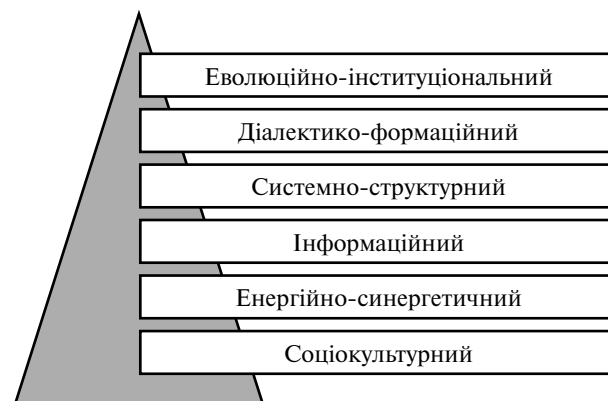 Еволюційно-інституціональний
Діалектико-формаційний
Системно-структурний
Інформаційний
Енергійно-синергетичний
Соціокультурний